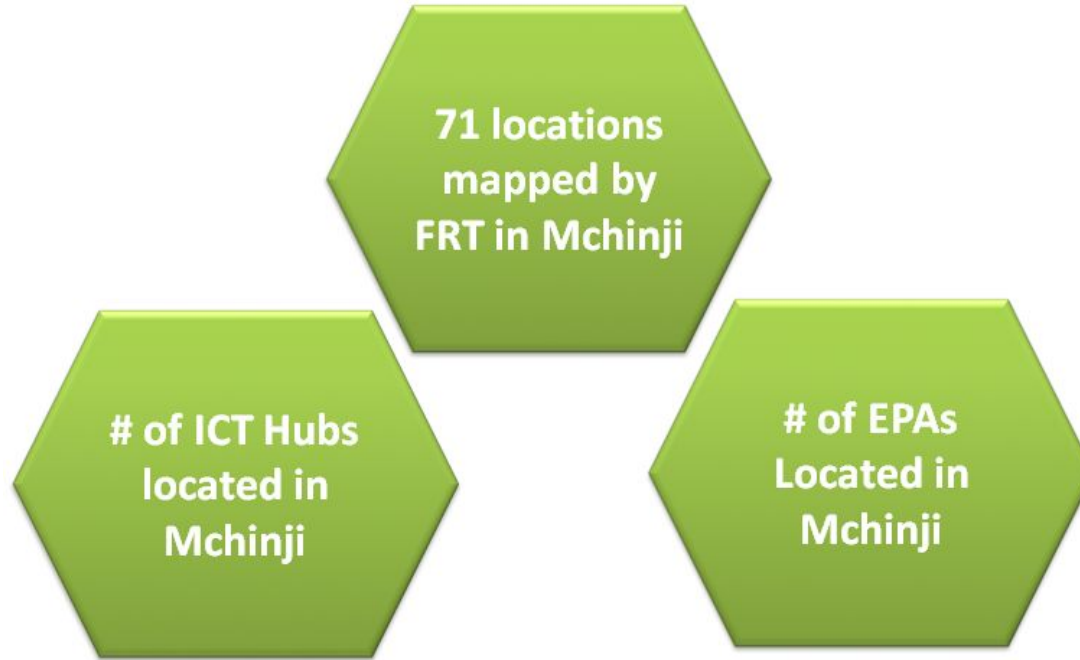 71 locations
mapped by
FRT in Mchinji
# of ICT Hubs
located in
Mchinji
# of EPAs
Located in
Mchinji